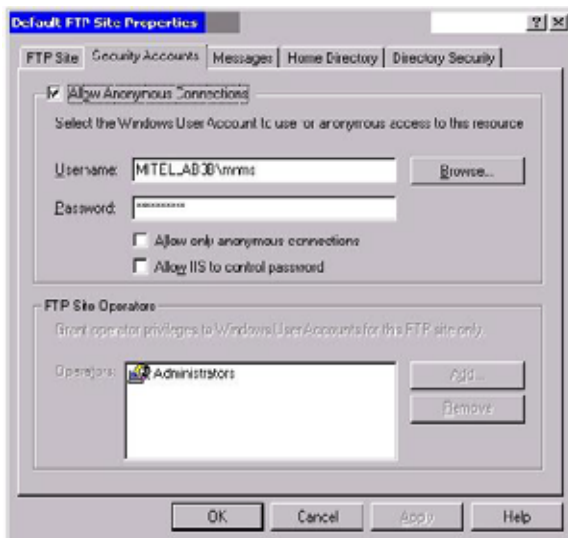 Default FTP Site Properties
FTP Site
Security Accounts
Messages
Home Directory
Directory Security
Allow Anonymous Connections
Select the Windows User Account to use for anonymous access to this resource
Username:
\mms
Browse...
Password:
**********
Allow only anonymous connections
Allow IIS to control password
FTP Site Operators
Grant operator privileges to Windows User Accounts for this FTP site only.
Operators:
Administrators
Add...
Remove
OK
Cancel
Apply
Help